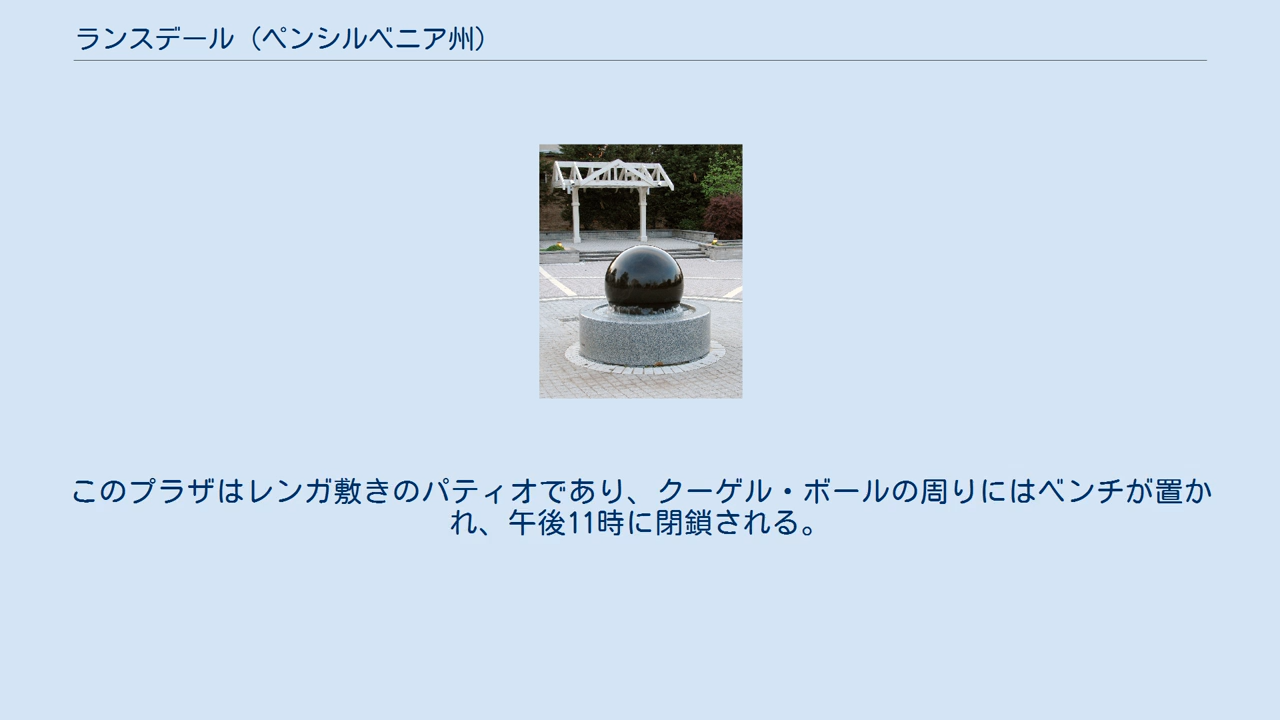 ランスデール（ペンシルベニア州）
このプラザはレンガ敷きのパティオであり、クーゲル・ボールの周りにはベンチが置か
れ、午後11時に閉鎖される。